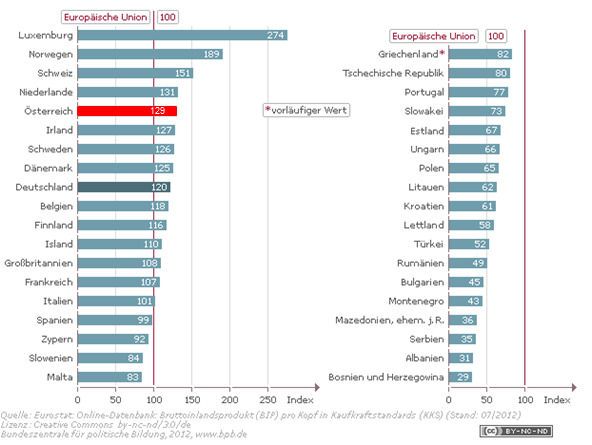 Europäische Union 100
Luxemburg 274
Norwegen 189
Schweiz 151
Niederlande 131
Österreich 129
Irland 127
Schweden 126
Dänemark 125
Deutschland 120
Belgien 118
Finnland 116
Island 110
Großbritannien 108
Frankreich 107
Italien 101
Spanien 99
Zypern 92
Slowenien 84
Malta 83
0 50 100 150 200 250 Index
*vorläufiger Wert
Europäische Union 100
Griechenland* 82
Tschechische Republik 80
Portugal 77
Slowakei 73
Estland 67
Ungarn 66
Polen 65
Litauen 62
Kroatien 61
Lettland 58
Türkei 52
Rumänien 49
Bulgarien 45
Montenegro 43
Mazedonien, ehem. j.R. 36
Serbien 35
Albanien 31
Bosnien und Herzegowina 29
0 50 100 Index
Quelle: Eurostat: Online-Datenbank: Bruttoinlandsprodukt (BIP) pro Kopf in Kaufkraftstandards (KKS) (Stand: 07/2012)
Lizenz: Creative Commons by-nc-nd/3.0/de
Bundeszentrale für politische Bildung, 2012, www.bpb.de
cc BY-NC-ND